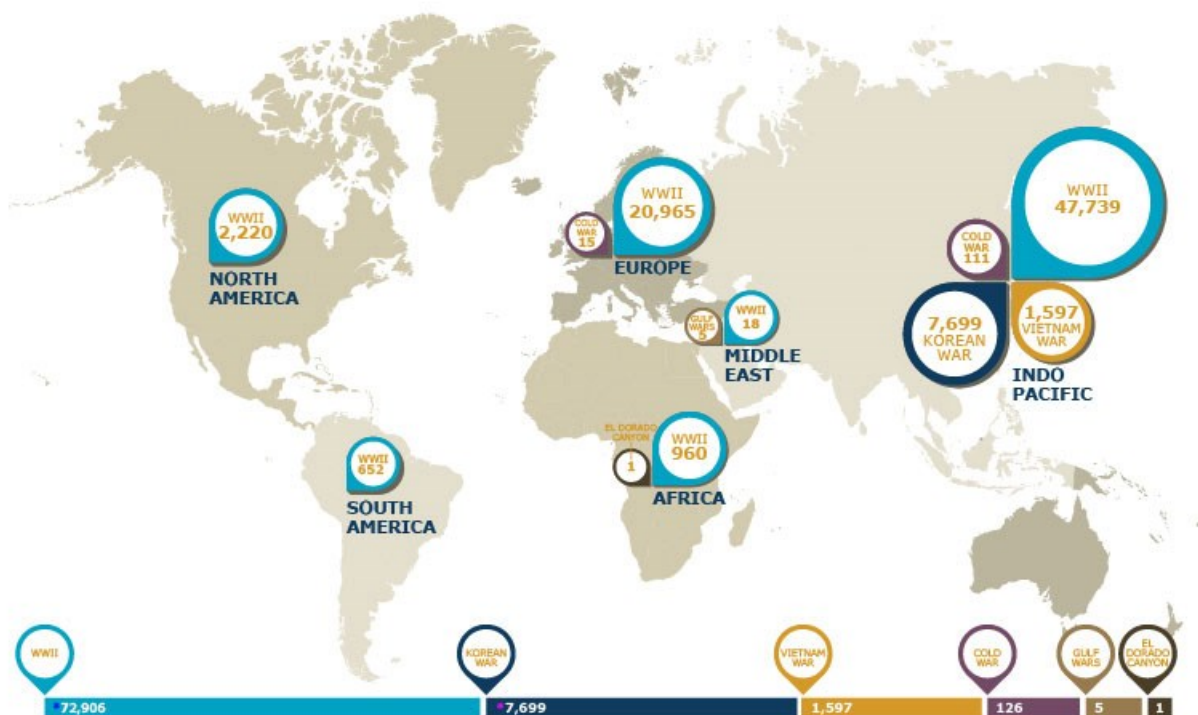 WWII
2,220
NORTH
AMERICA
WWII
20,965
COLD
WAR
15
EUROPE
WWII
47,739
COLD
WAR
111
7,699
KOREAN
WAR
1,597
VIETNAM
WAR
INDO
PACIFIC
GULF
WARS
5
WWII
18
MIDDLE
EAST
EL DORADO
CANYON
1
WWII
960
AFRICA
WWII
652
SOUTH
AMERICA
WWII
KOREAN
WAR
VIETNAM
WAR
COLD
WAR
GULF
WARS
EL
DORADO
CANYON
72,906
7,699
1,597
126
5
1